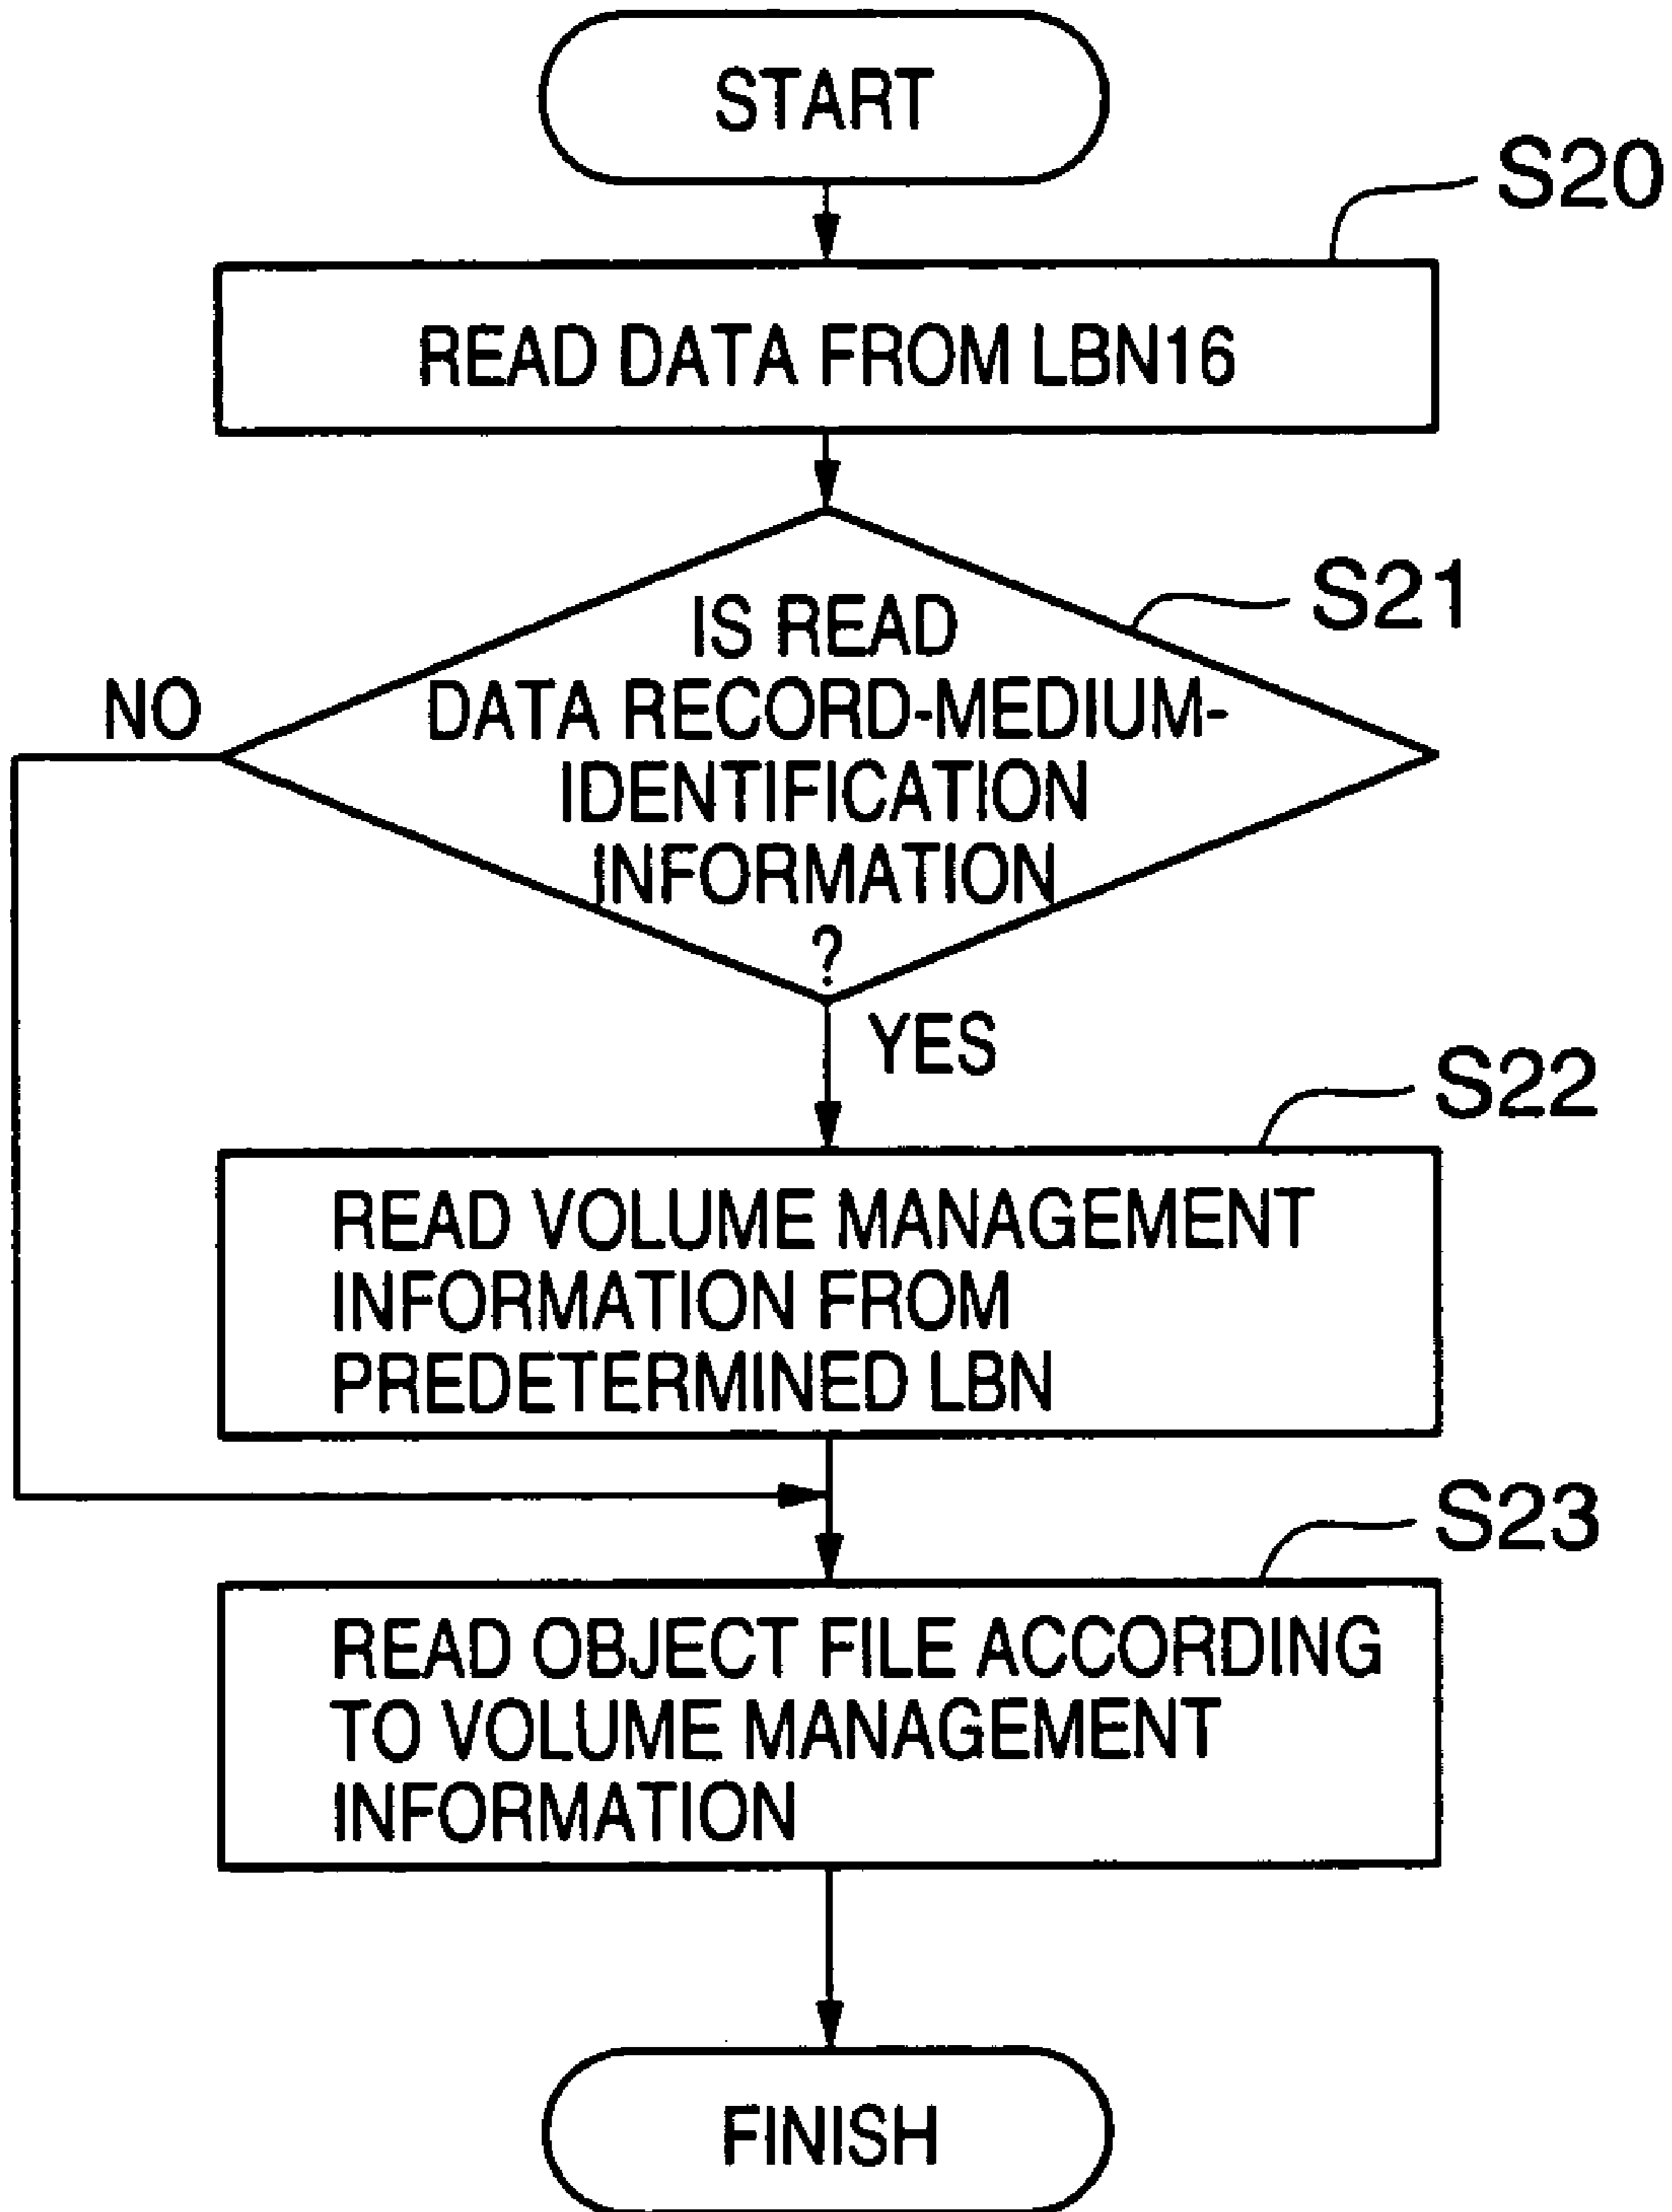 START
S20
READ DATA FROM LBN16
S21
IS READ
DATA RECORD-MEDIUM-
IDENTIFICATION
INFORMATION
?
NO
YES
S22
READ VOLUME MANAGEMENT
INFORMATION FROM
PREDETERMINED LBN
S23
READ OBJECT FILE ACCORDING
TO VOLUME MANAGEMENT
INFORMATION
FINISH